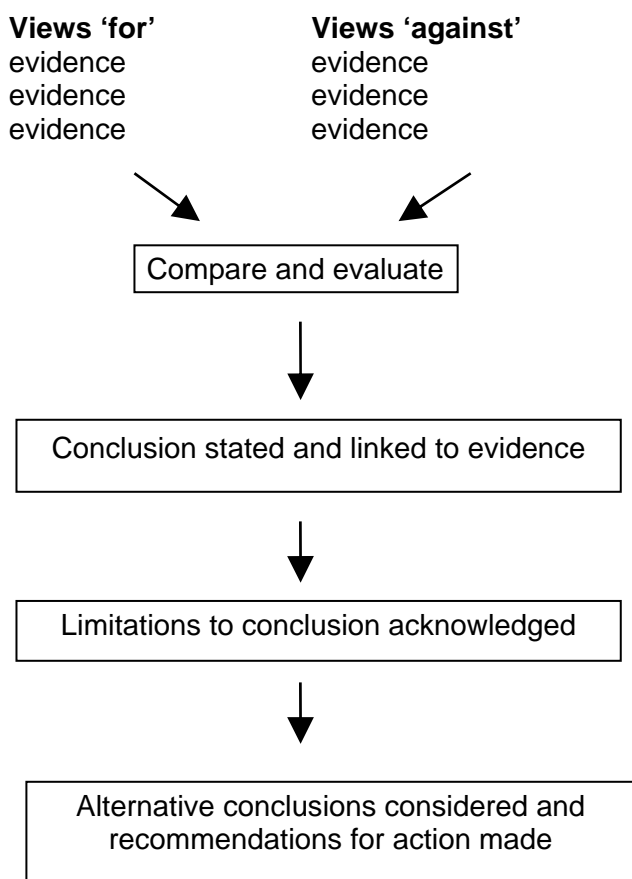 Views ‘for’
evidence
evidence
evidence
Views ‘against’
evidence
evidence
evidence
Compare and evaluate
Conclusion stated and linked to evidence
Limitations to conclusion acknowledged
Alternative conclusions considered and
recommendations for action made